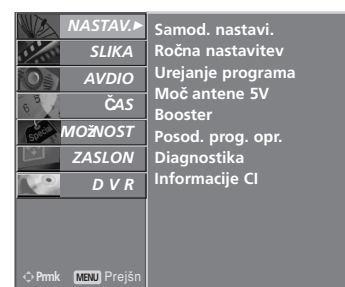 NASTAV.►
SLIKA
AVDIO
ČAS
MOŽNOST
ZASLON
D V R
Samod. nastavi.
Ročna nastavitev
Urejanje programa
Moč antene 5V
Booster
Posod. prog. opr.
Diagnostika
Informacije CI
Prmk MENU Prejšn